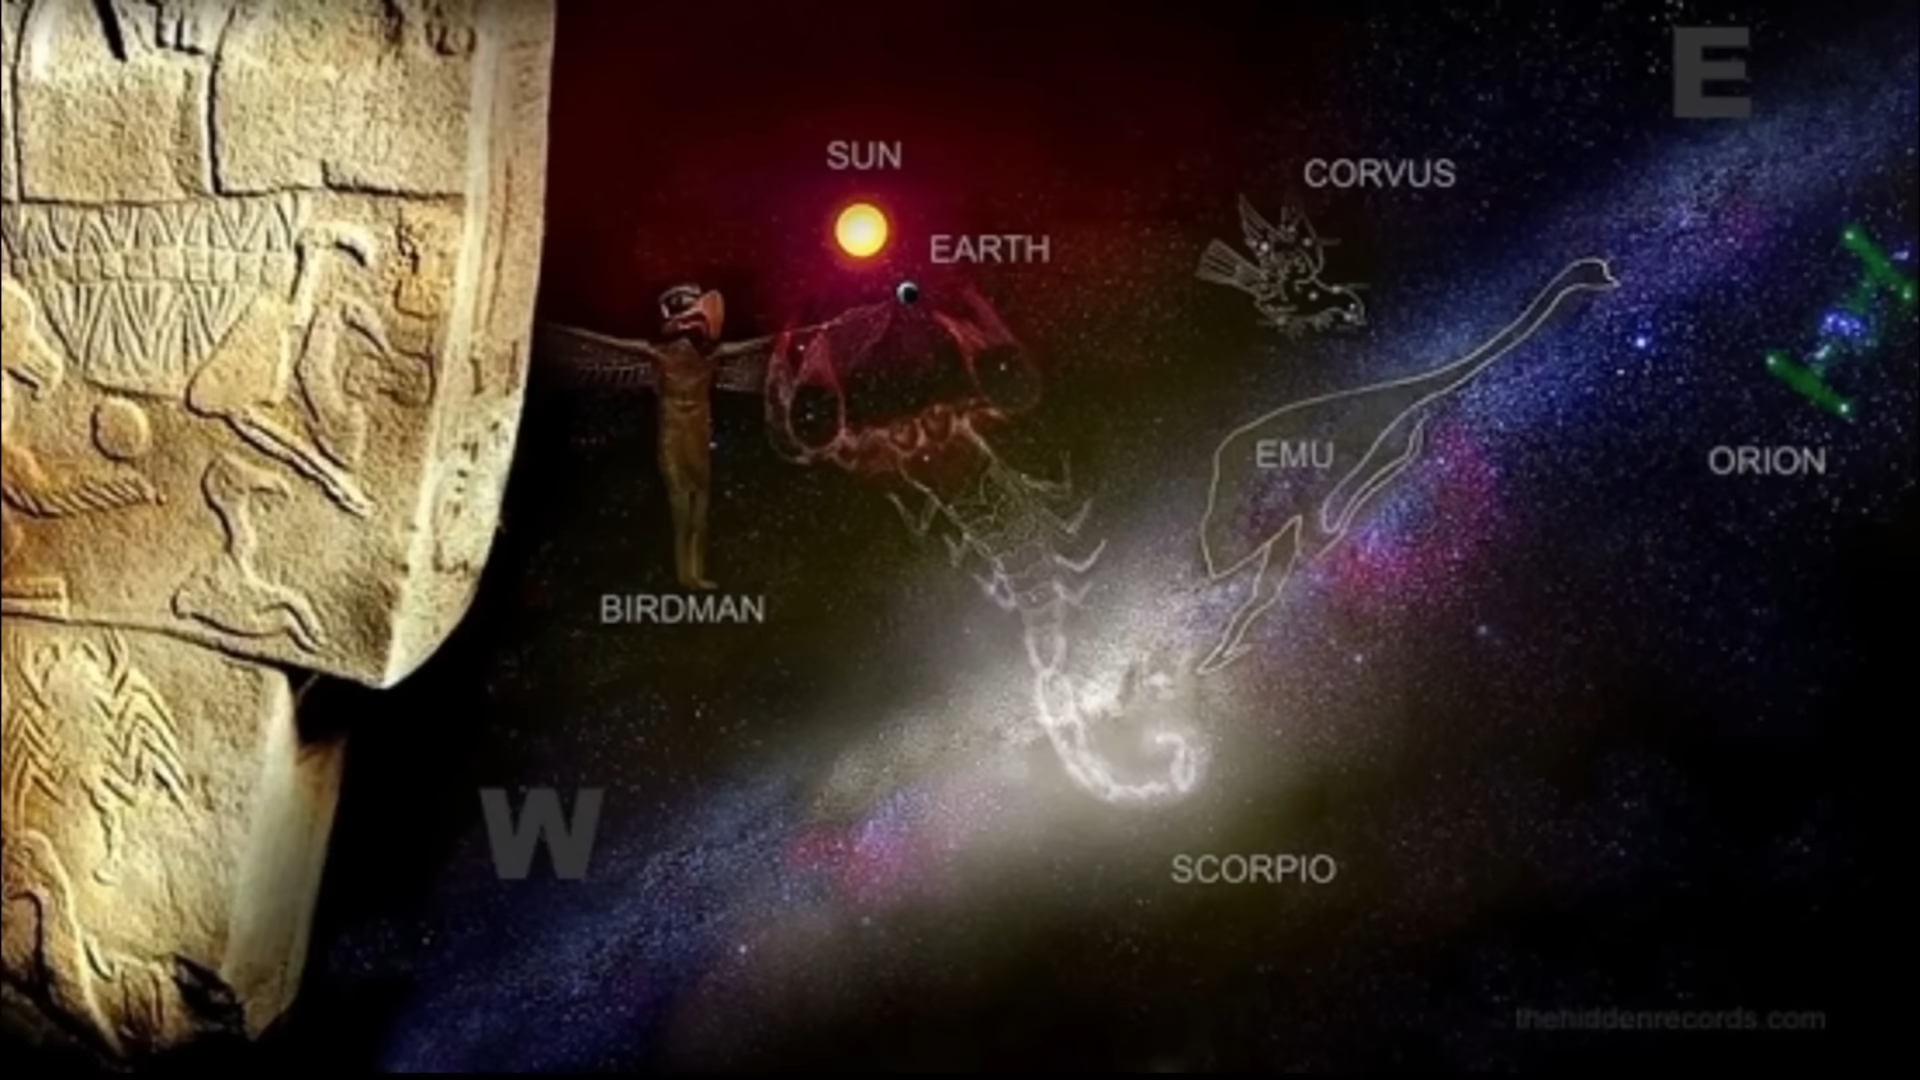 E
SUN
CORVUS
EARTH
EMU
ORION
BIRDMAN
W
SCORPIO
thehiddenrecords.com